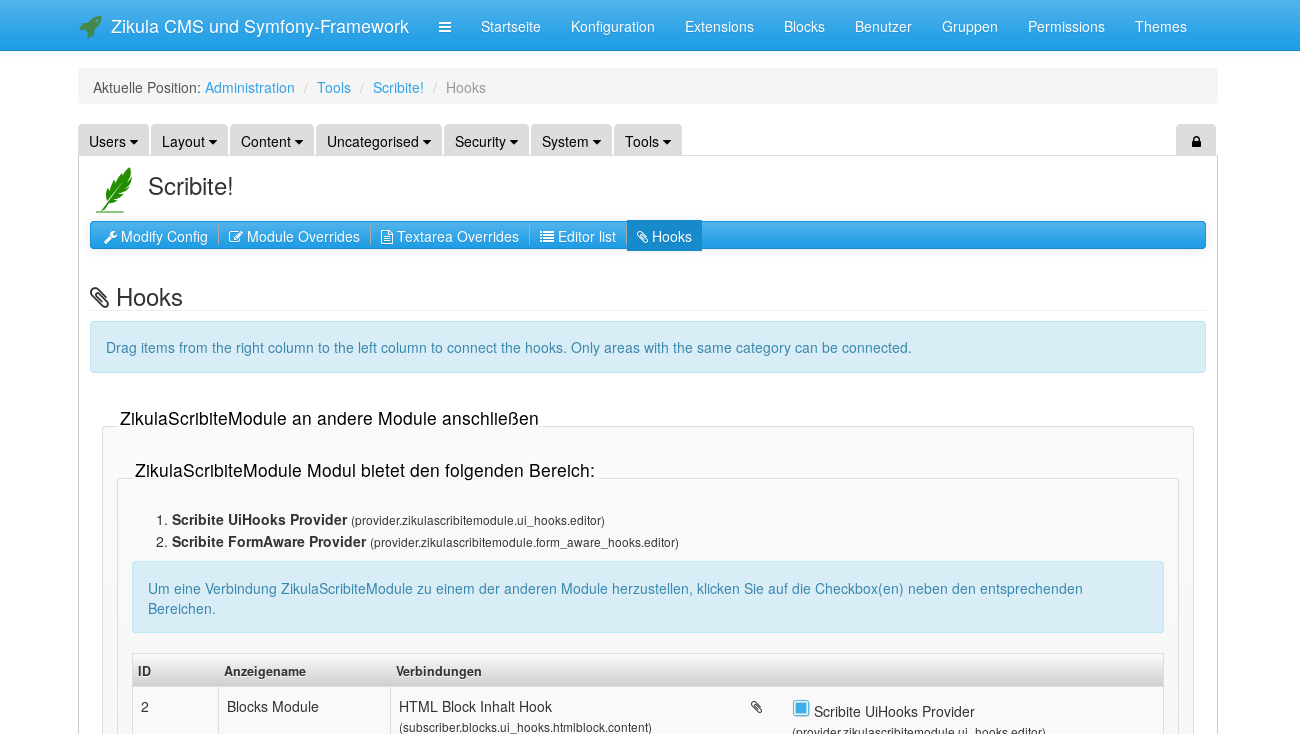 Zikula CMS und Symfony-Framework Startseite Konfiguration Extensions Blocks Benutzer Gruppen Permissions Themes
Aktuelle Position: Administration / Tools / Scribite! / Hooks
Users Layout Content Uncategorised Security System Tools
Scribite!
Modify Config Module Overrides Textarea Overrides Editor list Hooks
Hooks
Drag items from the right column to the left column to connect the hooks. Only areas with the same category can be connected.
ZikulaScribiteModule an andere Module anschließen
ZikulaScribiteModule Modul bietet den folgenden Bereich:
1. Scribite UiHooks Provider (provider.zikulascribitemodule.ui_hooks.editor)
2. Scribite FormAware Provider (provider.zikulascribitemodule.form_aware_hooks.editor)
Um eine Verbindung ZikulaScribiteModule zu einem der anderen Module herzustellen, klicken Sie auf die Checkbox(en) neben den entsprechenden
Bereichen.
ID Anzeigename Verbindungen
2 Blocks Module HTML Block Inhalt Hook Scribite UiHooks Provider
(subscriber.blocks.ui_hooks.htmlblock.content) (provider.zikulascribitemodule.ui_hooks.editor)